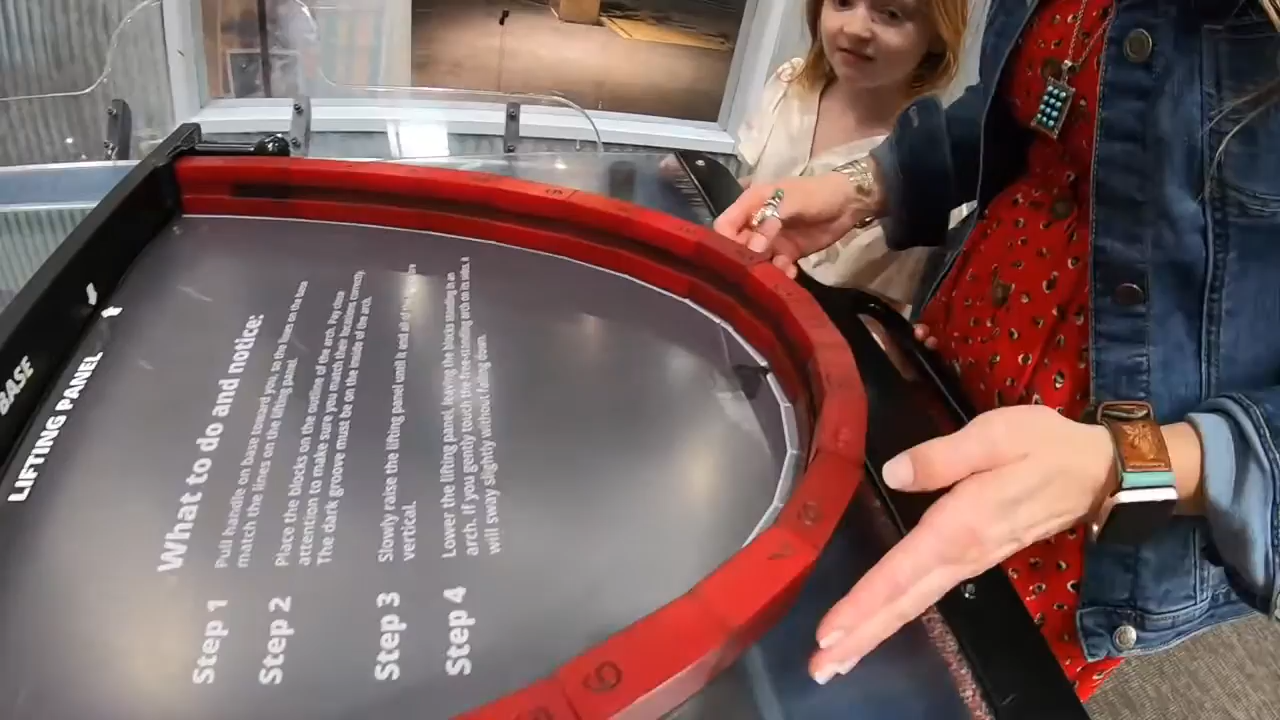 BASE
LIFTING PANEL
What to do and notice:
Step 1 Pull handle on base toward you, so the lines on the base
match the lines on the lifting panel.
Step 2 Place the blocks on the outline of the arch. Pay close
attention to make sure you match their locations correctly.
The dark groove must be on the inside of the arch.
Step 3 Slowly raise the lifting panel until it and all of the
vertical.
Step 4 Lower the lifting panel, leaving the blocks standing in an
arch. If you gently touch the free-standing arch on its side, it
will sway slightly without falling down.